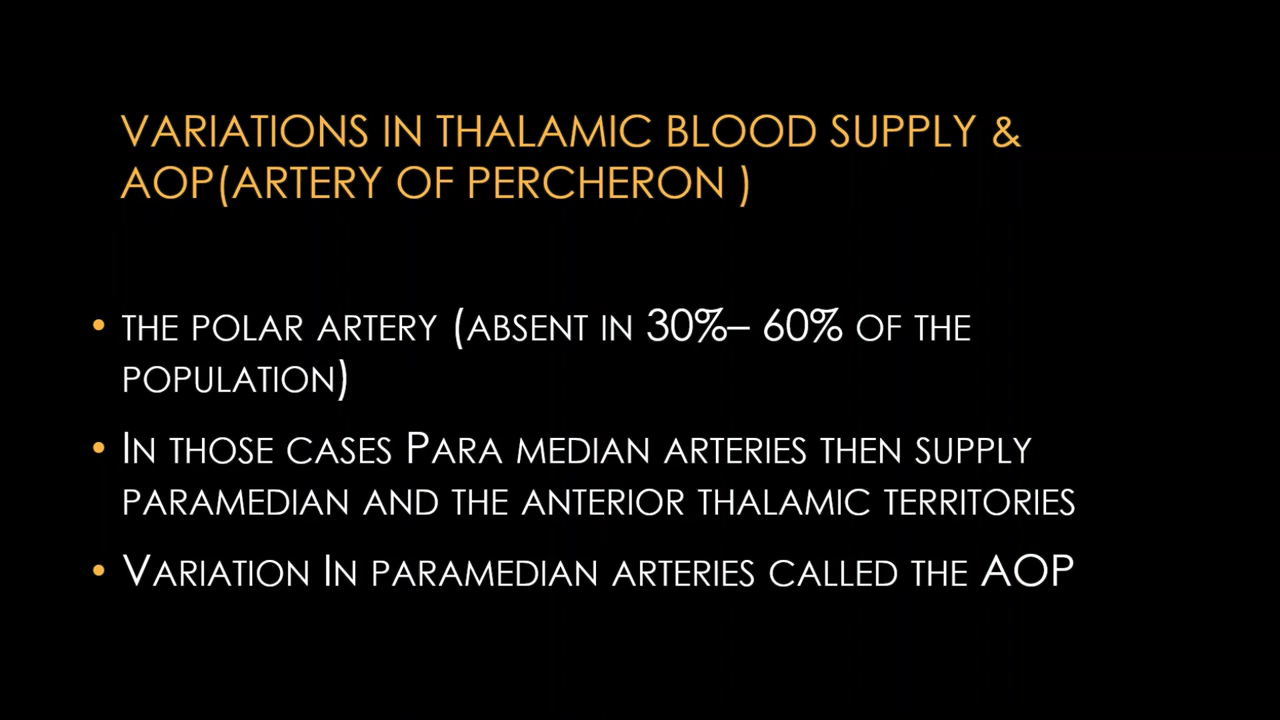 VARIATIONS IN THALAMIC BLOOD SUPPLY &
AOP(ARTERY OF PERCHERON )
• THE POLAR ARTERY (ABSENT IN 30%– 60% OF THE
POPULATION)
• IN THOSE CASES PARA MEDIAN ARTERIES THEN SUPPLY
PARAMEDIAN AND THE ANTERIOR THALAMIC TERRITORIES
• VARIATION IN PARAMEDIAN ARTERIES CALLED THE AOP